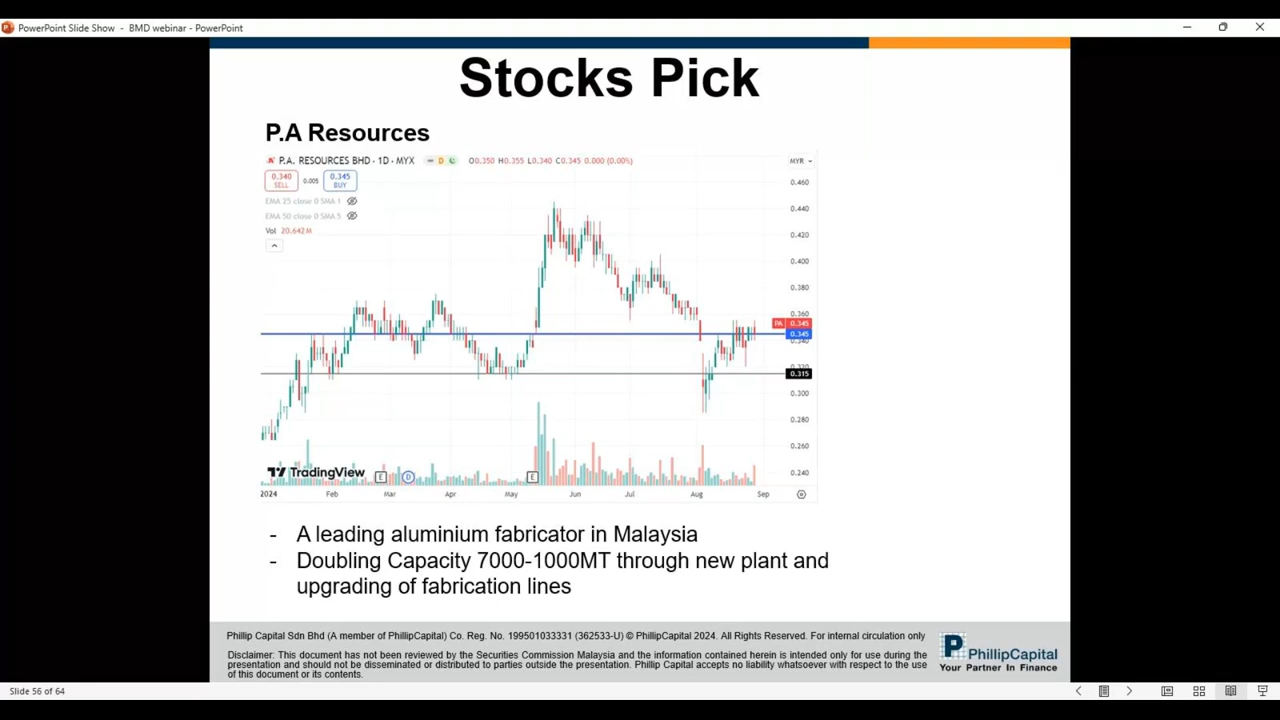 PowerPoint Slide Show - BMD webinar - PowerPoint
Stocks Pick
P.A Resources
P.A. RESOURCES BHD · 1D · MYX D O0.350 H0.355 L0.340 C0.345 0.000 (0.00%) MYR
0.340 0.005 0.345
SELL BUY
EMA 25 close 0 SMA 1
EMA 50 close 0 SMA 5
Vol 20.642M
0.460
0.440
0.420
0.400
0.380
0.360
PA 0.345
0.345
0.340
0.320
0.315
0.300
0.280
0.260
0.240
TradingView
E D E
2024 Feb Mar Apr May Jun Jul Aug Sep
- A leading aluminium fabricator in Malaysia
- Doubling Capacity 7000-1000MT through new plant and
upgrading of fabrication lines
Phillip Capital Sdn Bhd (A member of PhillipCapital) Co. Reg. No. 199501033331 (362533-U) © PhillipCapital 2024. All Rights Reserved. For internal circulation only
Disclaimer: This document has not been reviewed by the Securities Commission Malaysia and the information contained herein is intended only for use during the
presentation and should not be disseminated or distributed to parties outside the presentation. Phillip Capital accepts no liability whatsoever with respect to the use
of this document or its contents.
PhillipCapital
Your Partner In Finance
Slide 56 of 64